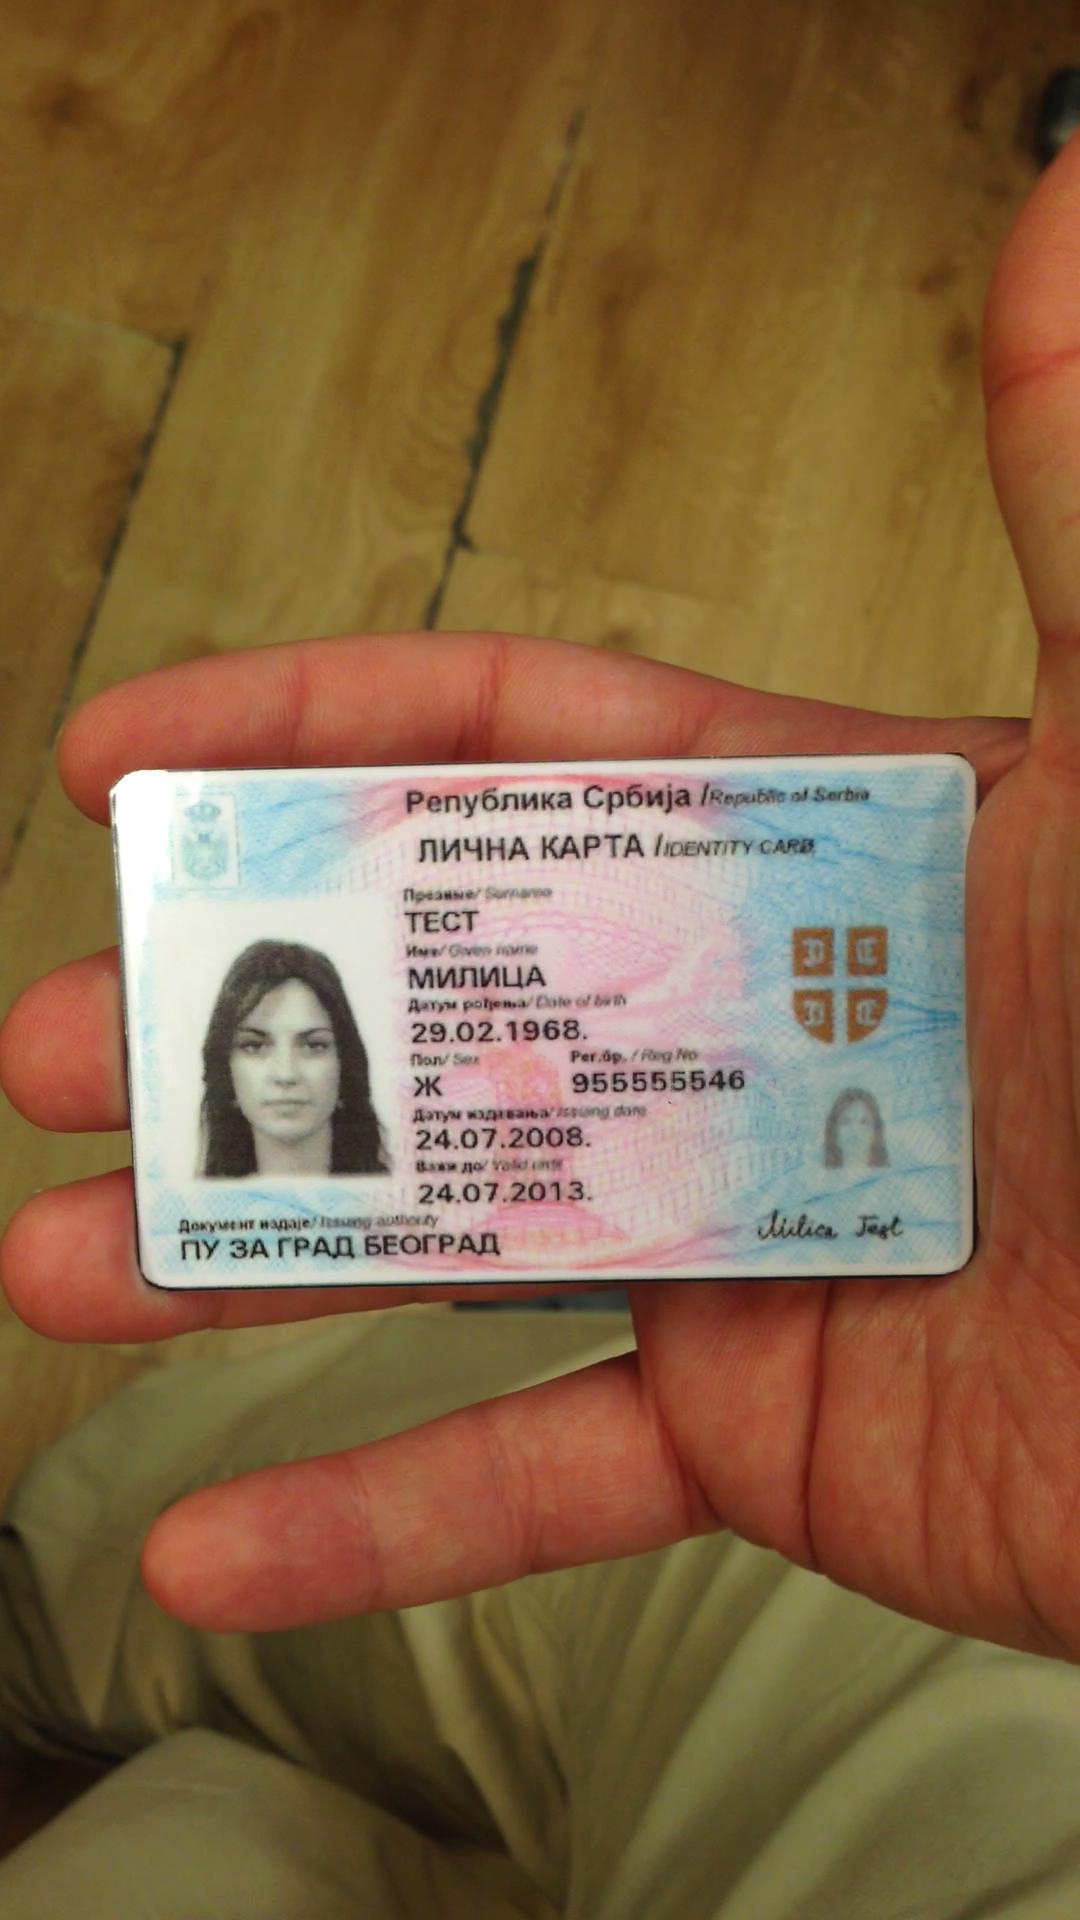 Република Србија /Republic of Serbia
ЛИЧНА КАРТА /IDENTITY CARD
Презиме/ Surname
ТЕСТ
Име/ Given name
МИЛИЦА
Датум рођења/ Date of birth
29.02.1968.
Пол/ Sex Рег.бр. / Reg No
Ж 955555546
Датум издавања/ Issuing date
24.07.2008.
Важи до/ Valid until
24.07.2013.
Документ издаје/ Issuing authority
ПУ ЗА ГРАД БЕОГРАД
Milica Test